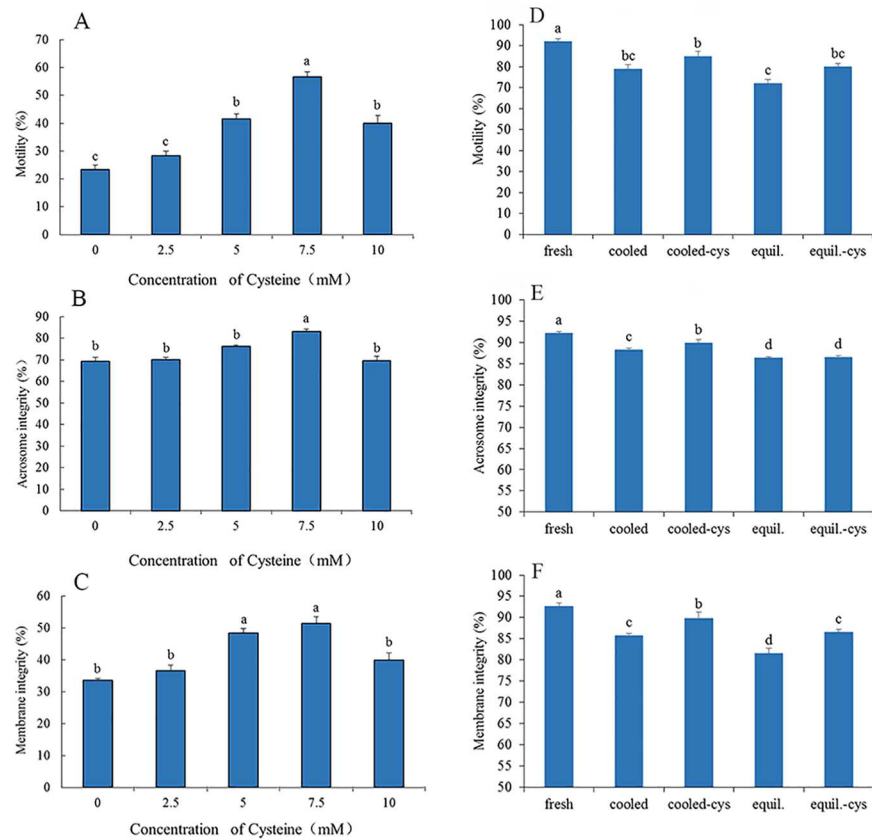 A
Motility (%)
70
60
50
40
30
20
10
0
c
c
b
a
b
0 2.5 5 7.5 10
Concentration of Cysteine（mM）
B
Acrosome integrity (%)
90
80
70
60
50
40
30
20
10
0
b
b
b
a
b
0 2.5 5 7.5 10
Concentration of Cysteine（mM）
C
Membrane integrity (%)
60
50
40
30
20
10
0
b
b
a
a
b
0 2.5 5 7.5 10
Concentration of Cysteine（mM）
D
Motility (%)
100
90
80
70
60
50
40
30
20
10
0
a
bc
b
c
bc
fresh cooled cooled-cys equil. equil.-cys
E
Acrosome integrity (%)
100
95
90
85
80
75
70
65
60
55
50
a
c
b
d
d
fresh cooled cooled-cys equil. equil.-cys
F
Membrane integrity (%)
100
95
90
85
80
75
70
65
60
55
50
a
c
b
d
c
fresh cooled cooled-cys equil. equil.-cys